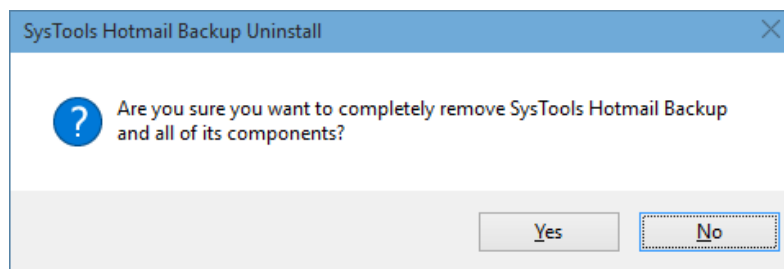 SysTools Hotmail Backup Uninstall
Are you sure you want to completely remove SysTools Hotmail Backup
and all of its components?
Yes
No